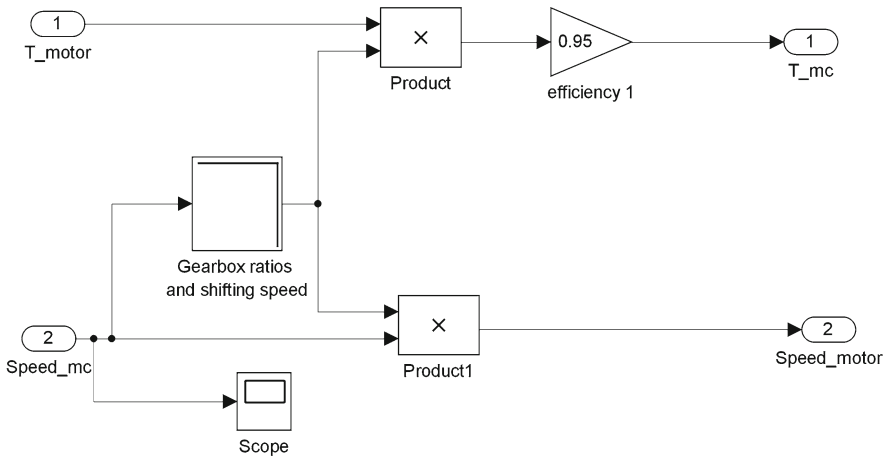 1
T_motor
×
Product
0.95
efficiency 1
1
T_mc
Gearbox ratios
and shifting speed
2
Speed_mc
×
Product1
2
Speed_motor
Scope